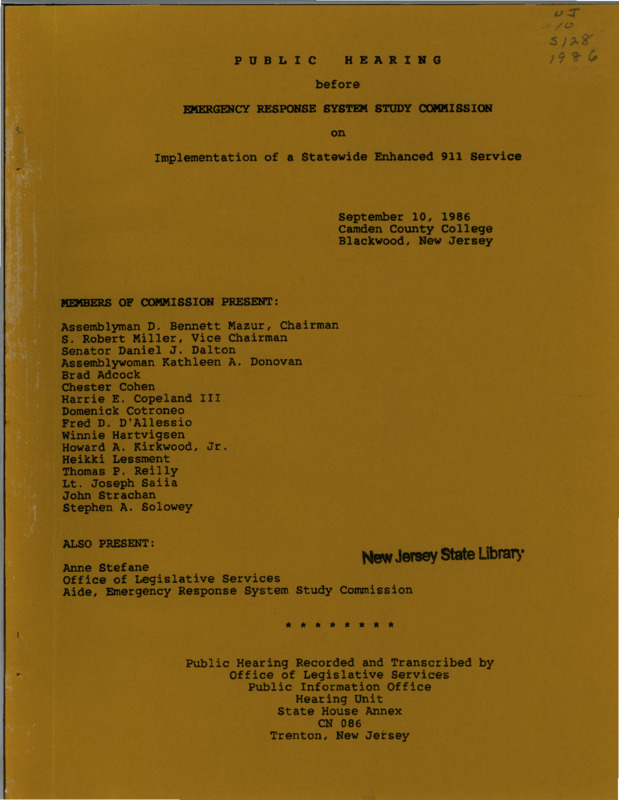 NJ
10
S128
1986
PUBLIC HEARING
before
EMERGENCY RESPONSE SYSTEM STUDY COMMISSION
on
Implementation of a Statewide Enhanced 911 Service
September 10, 1986
Camden County College
Blackwood, New Jersey
MEMBERS OF COMMISSION PRESENT:
Assemblyman D. Bennett Mazur, Chairman
S. Robert Miller, Vice Chairman
Senator Daniel J. Dalton
Assemblywoman Kathleen A. Donovan
Brad Adcock
Chester Cohen
Harrie E. Copeland III
Domenick Cotroneo
Fred D. D'Allessio
Winnie Hartvigsen
Howard A. Kirkwood, Jr.
Heikki Lessment
Thomas P. Reilly
Lt. Joseph Saiia
John Strachan
Stephen A. Solowey
ALSO PRESENT:
New Jersey State Library
Anne Stefane
Office of Legislative Services
Aide, Emergency Response System Study Commission
* * * * * * * *
Public Hearing Recorded and Transcribed by
Office of Legislative Services
Public Information Office
Hearing Unit
State House Annex
CN 086
Trenton, New Jersey